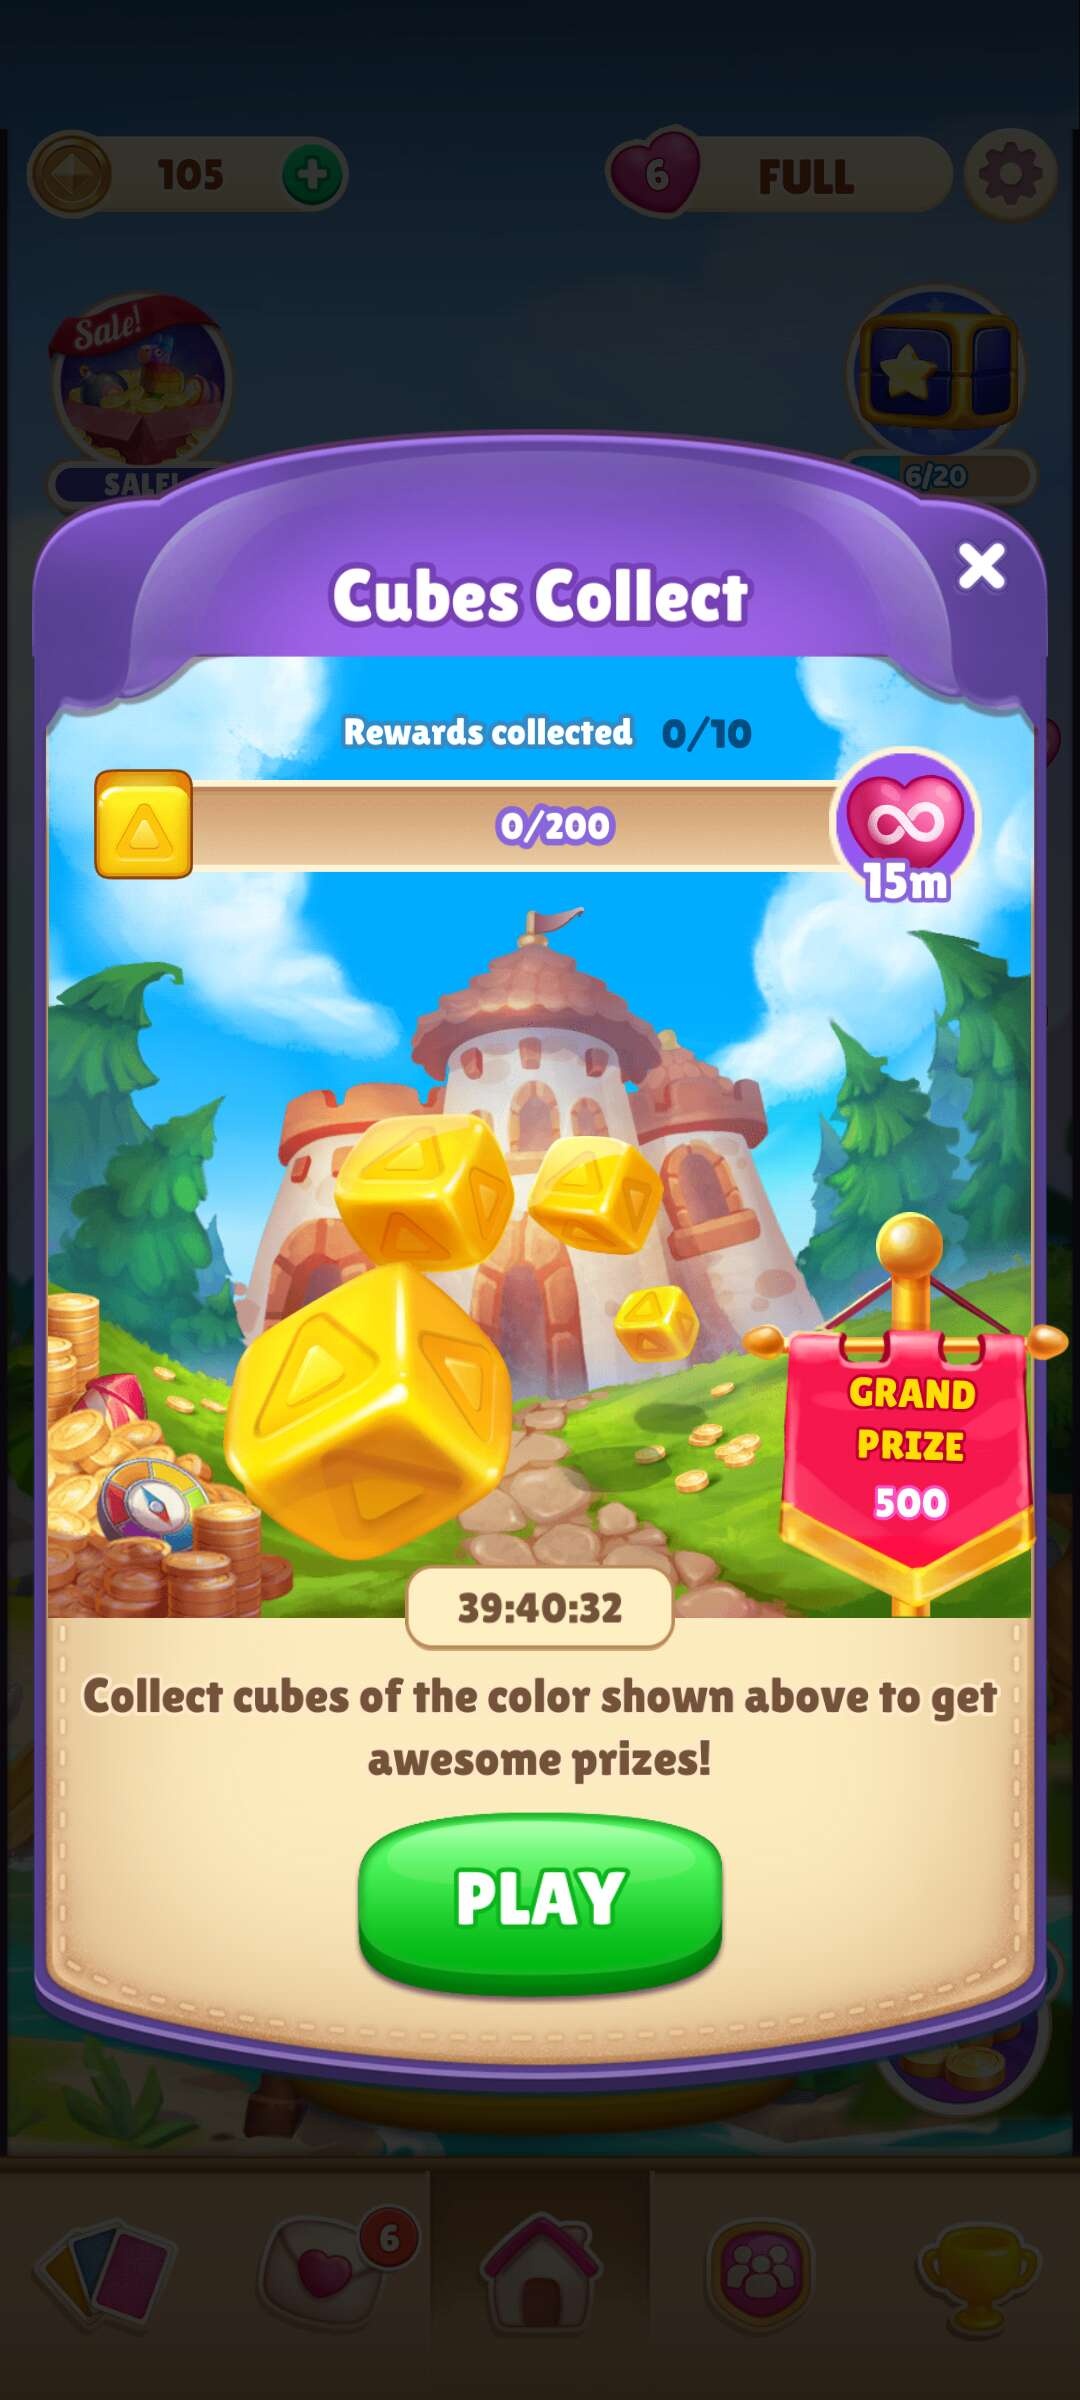 105
6
FULL
Sale!
SALE!
6/20
Cubes Collect
Rewards collected 0/10
0/200
15m
GRAND
PRIZE
500
39:40:32
Collect cubes of the color shown above to get
awesome prizes!
PLAY
6